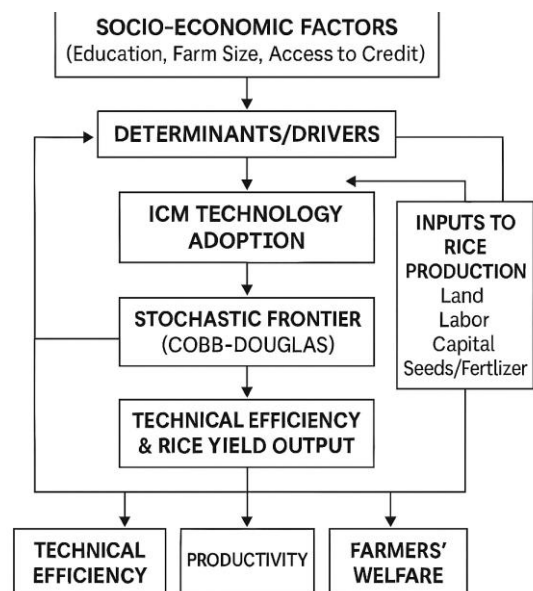 SOCIO-ECONOMIC FACTORS
(Education, Farm Size, Access to Credit)
DETERMINANTS/DRIVERS
ICM TECHNOLOGY
ADOPTION
INPUTS TO
RICE
PRODUCTION
Land
Labor
Capital
Seeds/Fertlizer
STOCHASTIC FRONTIER
(COBB-DOUGLAS)
TECHNICAL EFFICIENCY
& RICE YIELD OUTPUT
TECHNICAL
EFFICIENCY
PRODUCTIVITY
FARMERS'
WELFARE